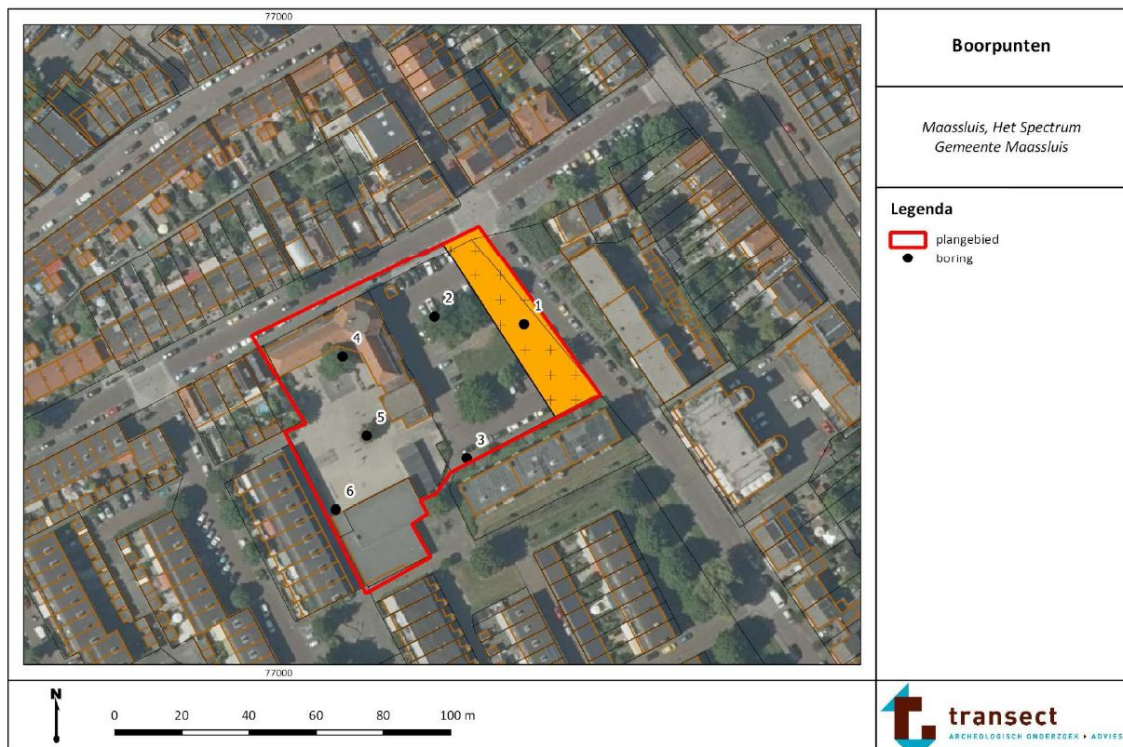 77000
Boorpunten
Maassluis, Het Spectrum
Gemeente Maassluis
Legenda
plangebied
boring
1
2
4
5
3
6
77000
N
0 20 40 60 80 100 m
transect
ARCHEOLOGISCH ONDERZOEK + ADVIES